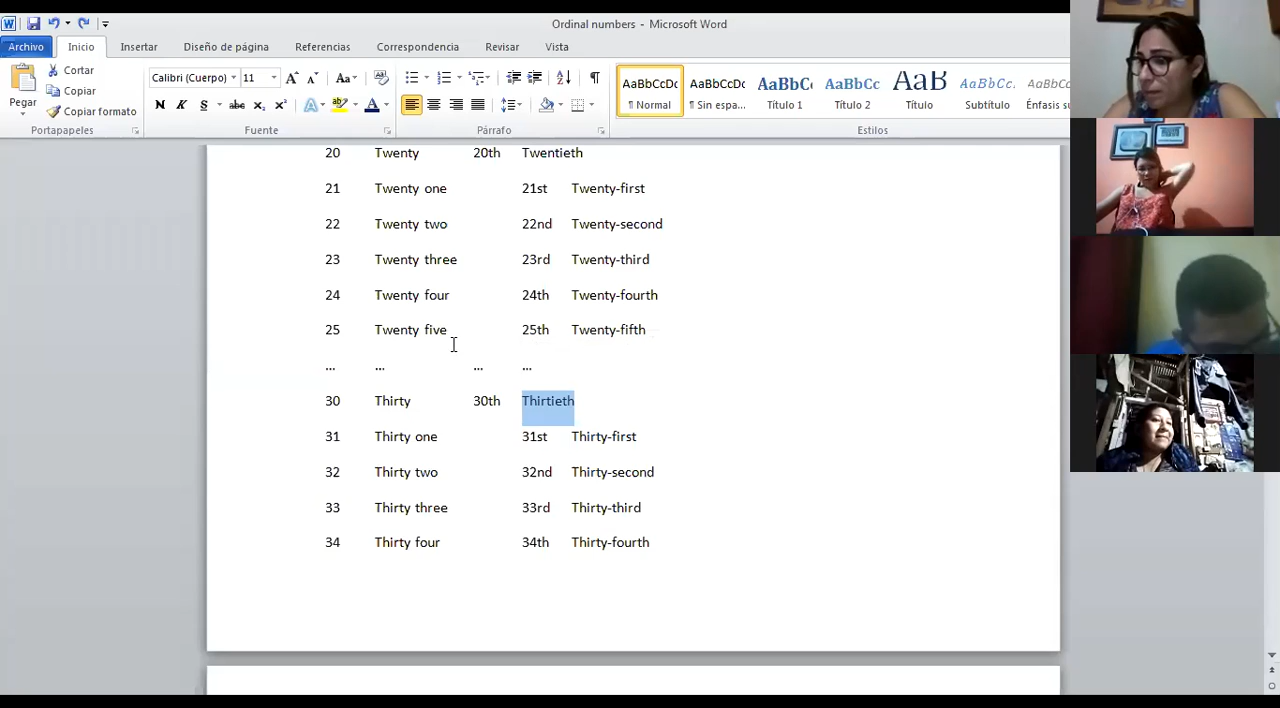 Ordinal numbers - Microsoft Word
Archivo Inicio Insertar Diseño de página Referencias Correspondencia Revisar Vista
Pegar
Cortar
Copiar
Copiar formato
Portapapeles
Calibri (Cuerpo) 11
N K S abc x₂ x²
Fuente
Párrafo
AaBbCcDc AaBbCcDc AaBbCc AaBbCc AaB AaBbCc. AaBbCcDc
¶ Normal ¶ Sin espa... Título 1 Título 2 Título Subtítulo Énfasis su
Estilos
20 Twenty 20th Twentieth
21 Twenty one 21st Twenty-first
22 Twenty two 22nd Twenty-second
23 Twenty three 23rd Twenty-third
24 Twenty four 24th Twenty-fourth
25 Twenty five 25th Twenty-fifth
... ... ... ...
30 Thirty 30th Thirtieth
31 Thirty one 31st Thirty-first
32 Thirty two 32nd Thirty-second
33 Thirty three 33rd Thirty-third
34 Thirty four 34th Thirty-fourth